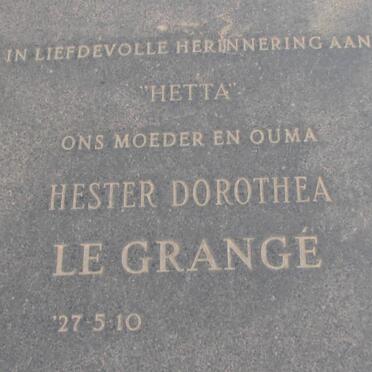 IN LIEFDEVOLLE HERINNERING AAN
"HETTA"
ONS MOEDER EN OUMA
HESTER DOROTHEA
LE GRANGÉ
*27-5-10